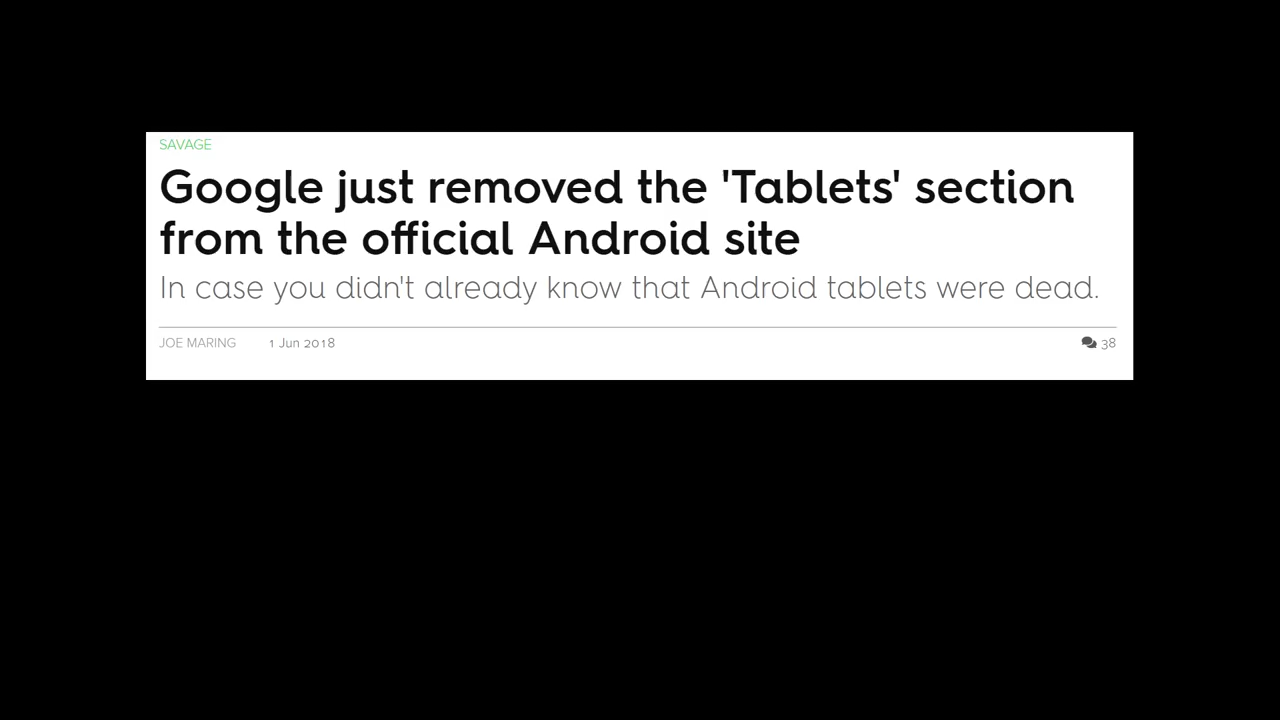 SAVAGE
Google just removed the 'Tablets' section
from the official Android site
In case you didn't already know that Android tablets were dead.
JOE MARING 1 Jun 2018 38